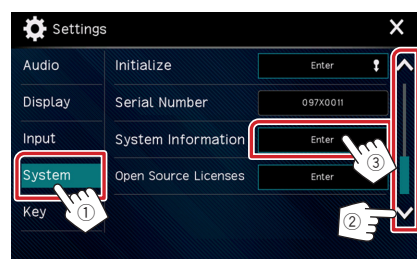 Settings
Audio Initialize Enter
Display Serial Number 097X0011
Input System Information Enter
③
System Open Source Licenses Enter
Key ① ②